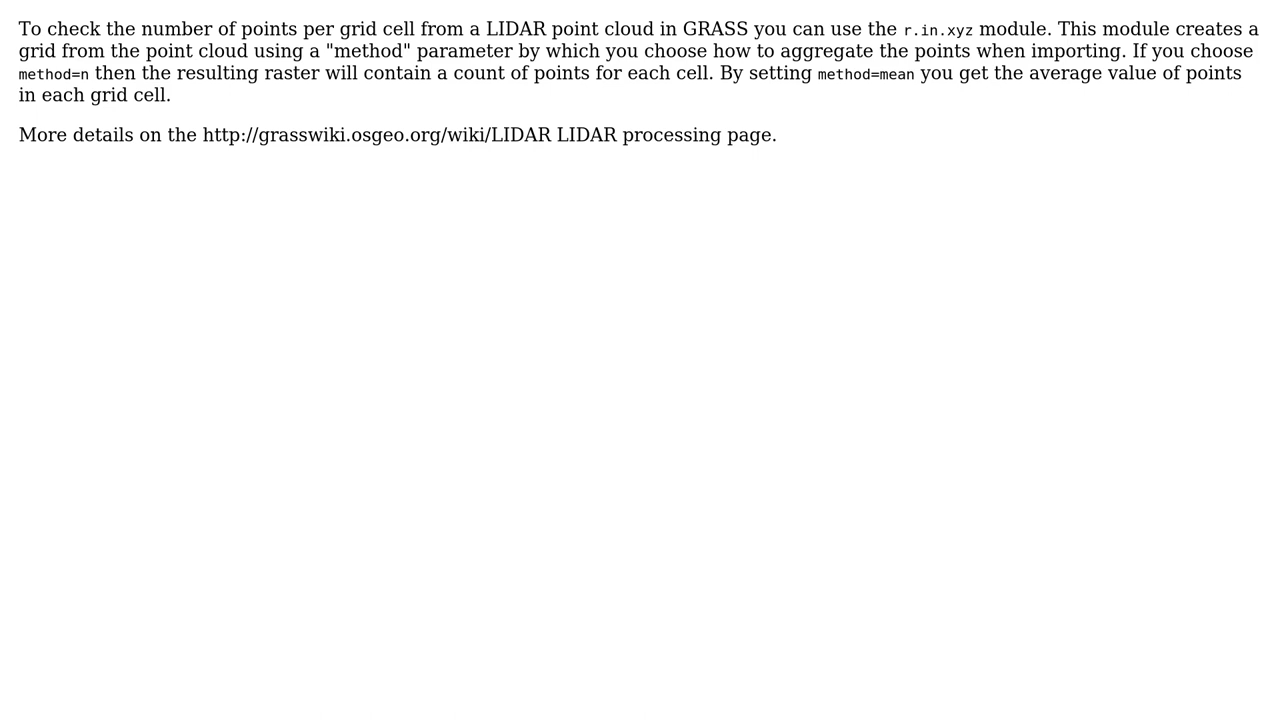 To check the number of points per grid cell from a LIDAR point cloud in GRASS you can use the r.in.xyz module. This module creates a
grid from the point cloud using a "method" parameter by which you choose how to aggregate the points when importing. If you choose
method=n then the resulting raster will contain a count of points for each cell. By setting method=mean you get the average value of points
in each grid cell.
More details on the http://grasswiki.osgeo.org/wiki/LIDAR LIDAR processing page.